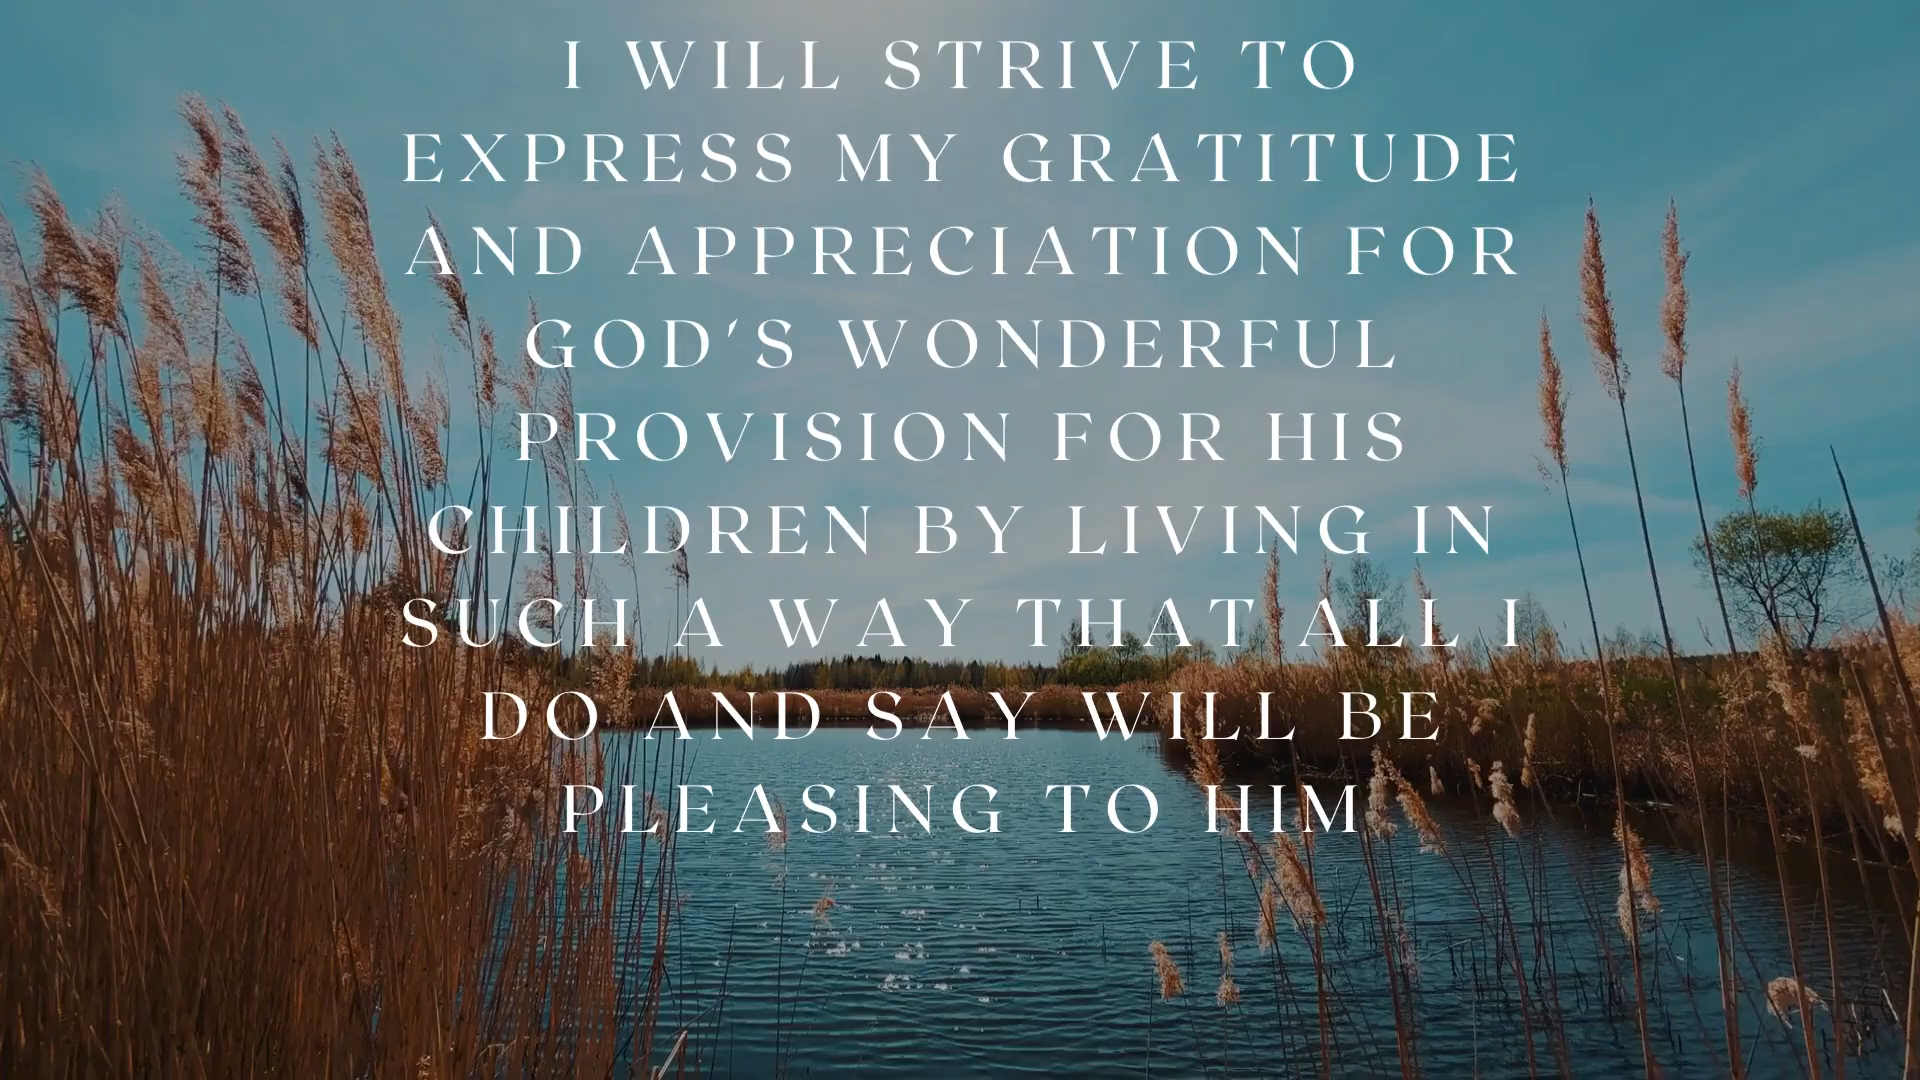 I WILL STRIVE TO
EXPRESS MY GRATITUDE
AND APPRECIATION FOR
GOD'S WONDERFUL
PROVISION FOR HIS
CHILDREN BY LIVING IN
SUCH A WAY THAT ALL I
DO AND SAY WILL BE
PLEASING TO HIM